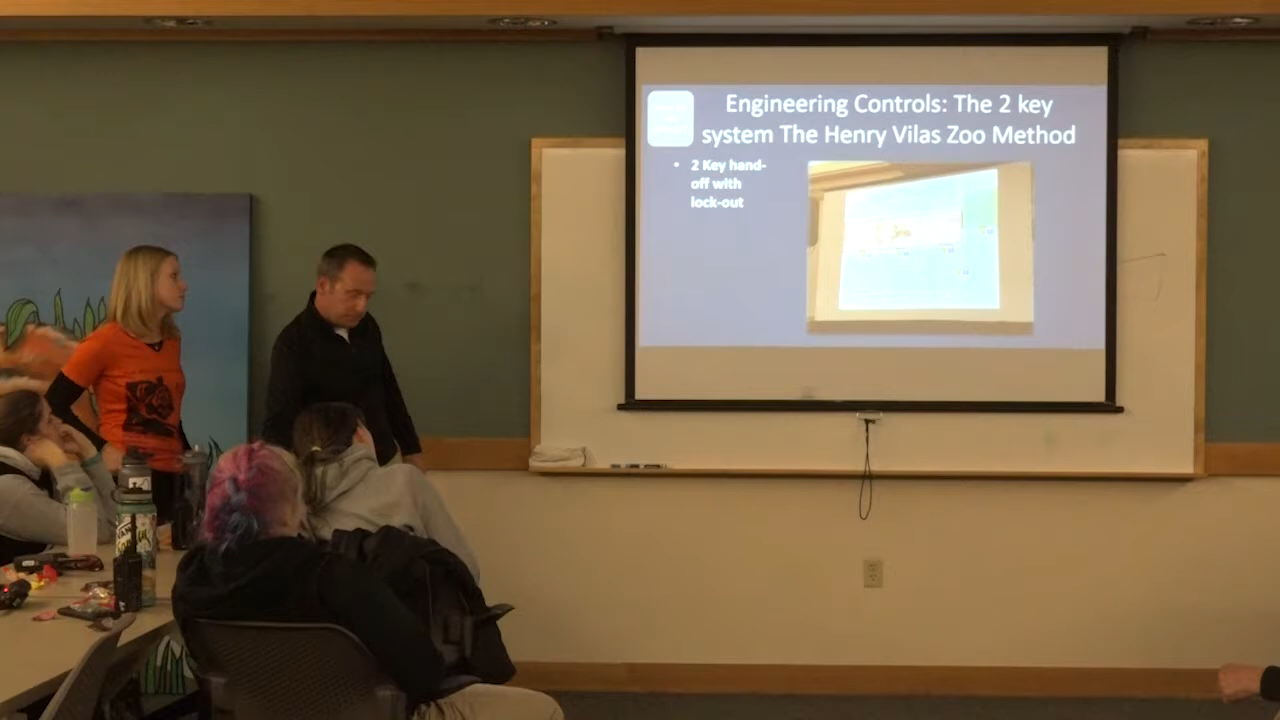 Engineering Controls: The 2 key
system The Henry Vilas Zoo Method
• 2 Key hand-
off with
lock-out